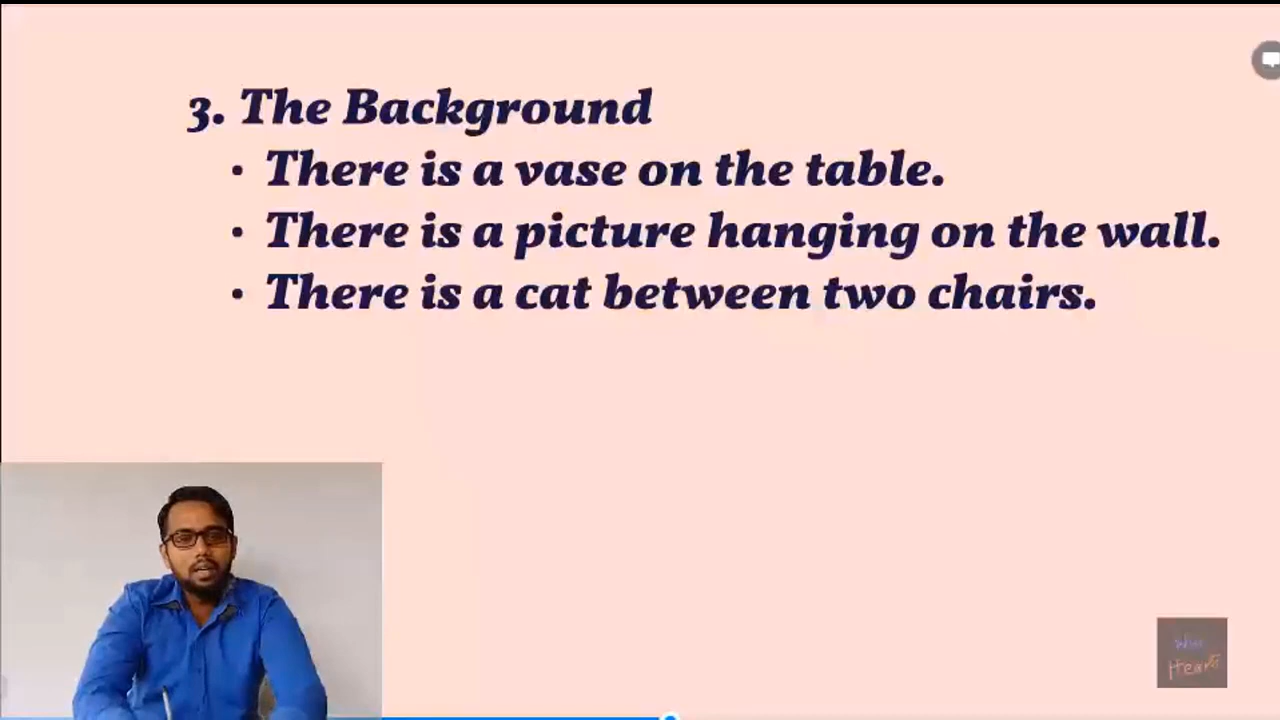 3. The Background
• There is a vase on the table.
• There is a picture hanging on the wall.
• There is a cat between two chairs.